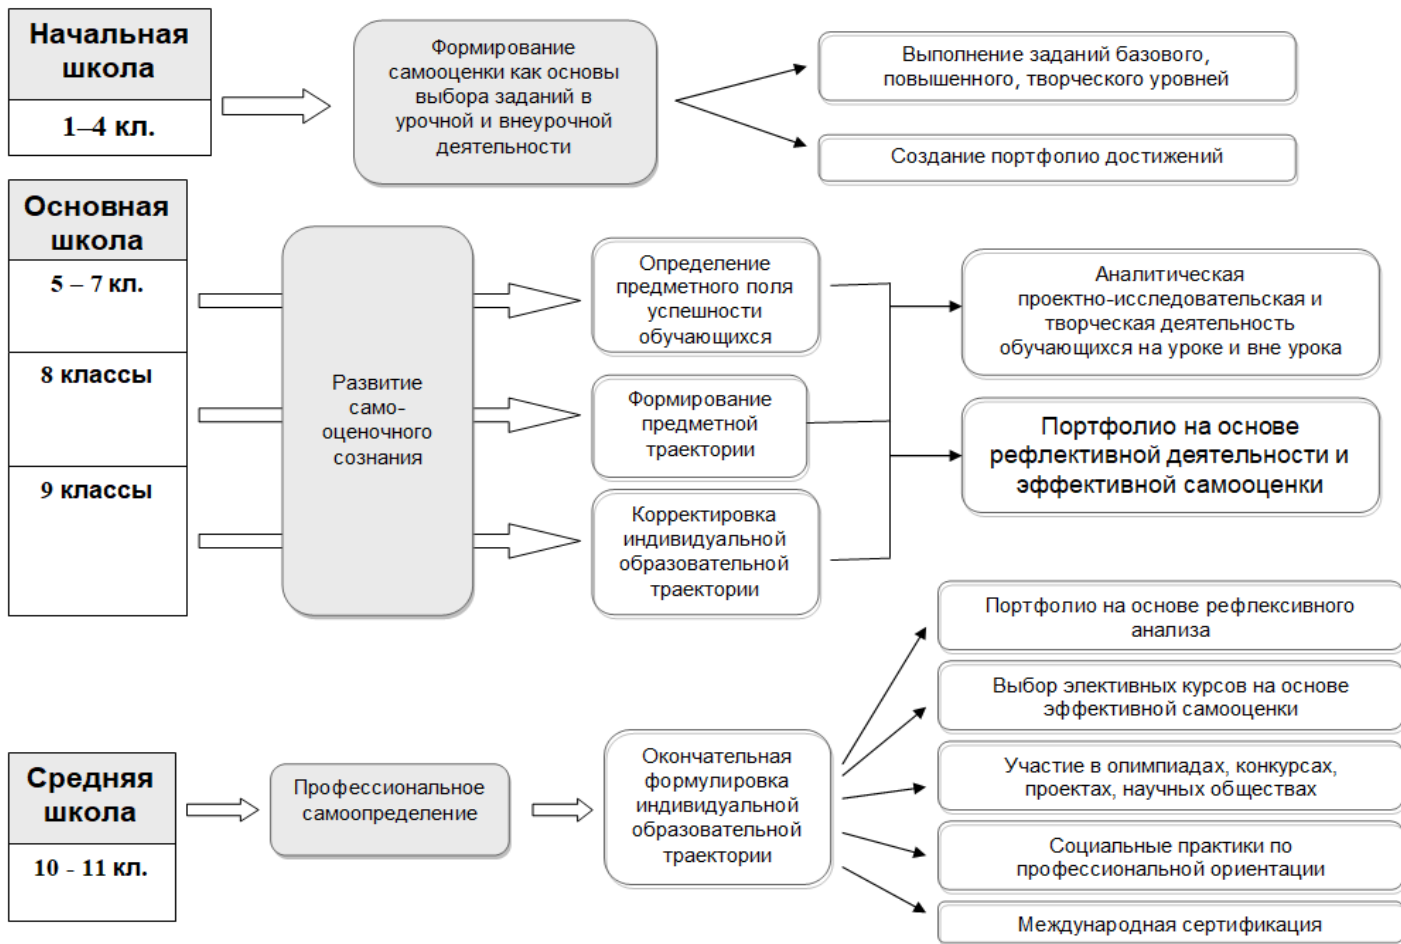 Начальная
школа
1–4 кл.
Формирование
самооценки как основы
выбора заданий в
урочной и внеурочной
деятельности
Выполнение заданий базового,
повышенного, творческого уровней
Создание портфолио достижений
Основная
школа
5 – 7 кл.
8 классы
9 классы
Развитие
само-
оценочного
сознания
Определение
предметного поля
успешности
обучающихся
Формирование
предметной
траектории
Корректировка
индивидуальной
образовательной
траектории
Аналитическая
проектно-исследовательская и
творческая деятельность
обучающихся на уроке и вне урока
Портфолио на основе
рефлективной деятельности и
эффективной самооценки
Средняя
школа
10 - 11 кл.
Профессиональное
самоопределение
Окончательная
формулировка
индивидуальной
образовательной
траектории
Портфолио на основе рефлексивного
анализа
Выбор элективных курсов на основе
эффективной самооценки
Участие в олимпиадах, конкурсах,
проектах, научных обществах
Социальные практики по
профессиональной ориентации
Международная сертификация